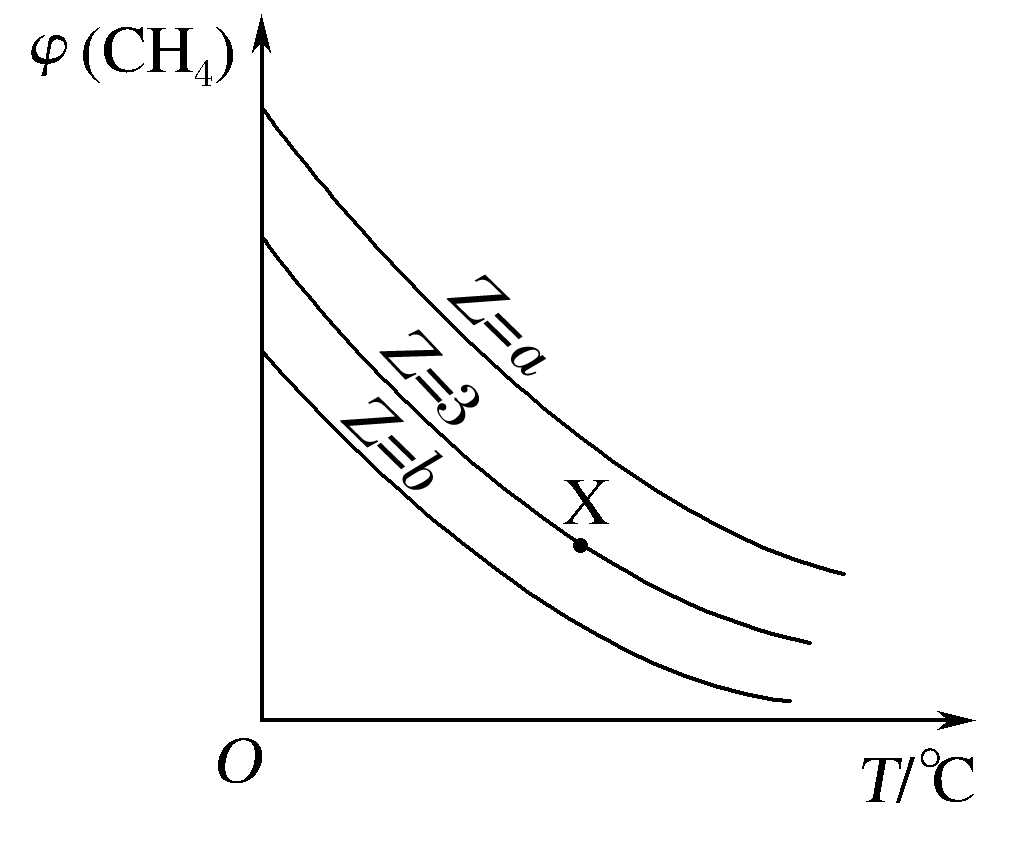 φ(CH₄)
Z=a
Z=3
Z=b
X
O
T/℃